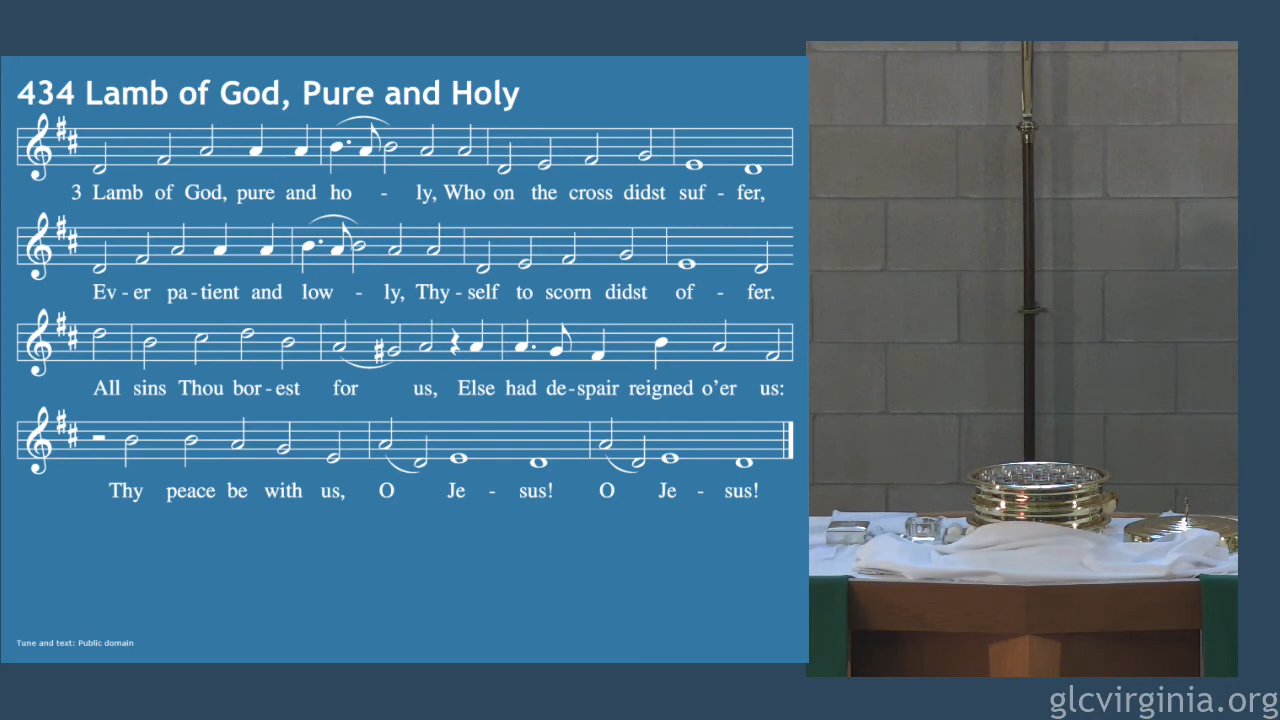 434 Lamb of God, Pure and Holy
3 Lamb of God, pure and ho - ly, Who on the cross didst suf - fer,
Ev - er pa - tient and low - ly, Thy - self to scorn didst of - fer.
All sins Thou bor - est for us, Else had de - spair reigned o'er us:
Thy peace be with us, O Je - sus! O Je - sus!
Tune and text: Public domain
glcvirginia.org